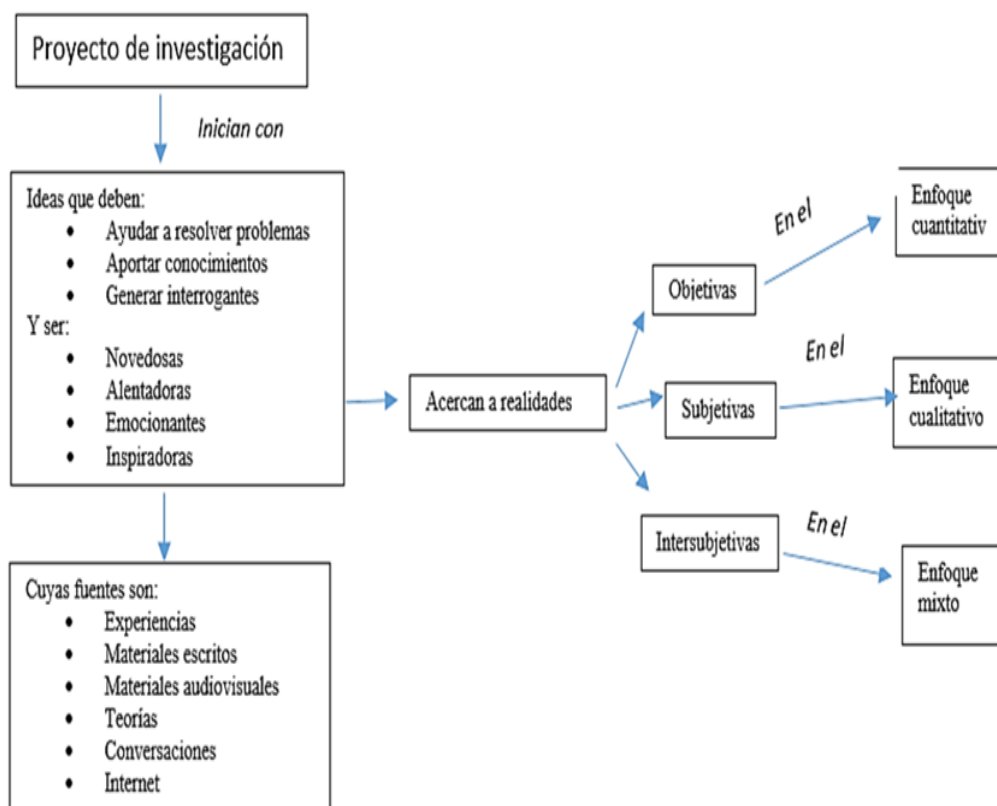 Proyecto de investigación
Inician con
Ideas que deben:
• Ayudar a resolver problemas
• Aportar conocimientos
• Generar interrogantes
Y ser:
• Novedosas
• Alentadoras
• Emocionantes
• Inspiradoras
Cuyas fuentes son:
• Experiencias
• Materiales escritos
• Materiales audiovisuales
• Teorías
• Conversaciones
• Internet
Acercan a realidades
Objetivas
En el
Enfoque
cuantitativ
Subjetivas
En el
Enfoque
cualitativo
Intersubjetivas
En el
Enfoque
mixto